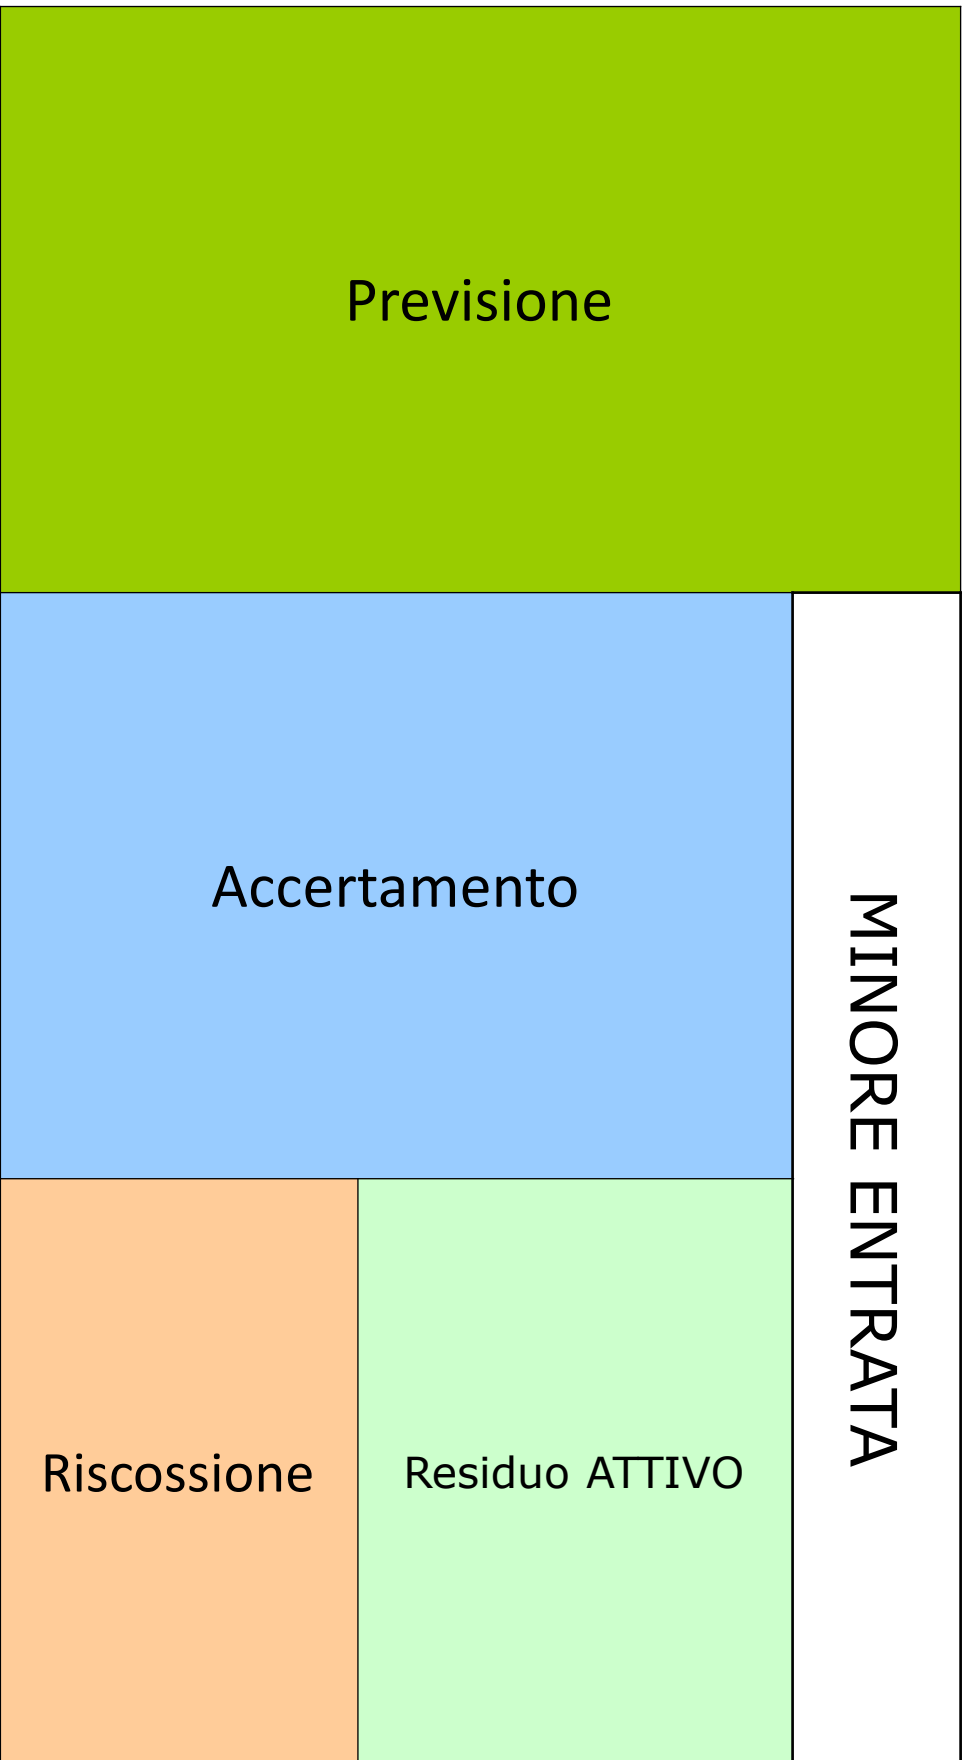 Previsione
Accertamento
MINORE ENTRATA
Riscossione
Residuo ATTIVO